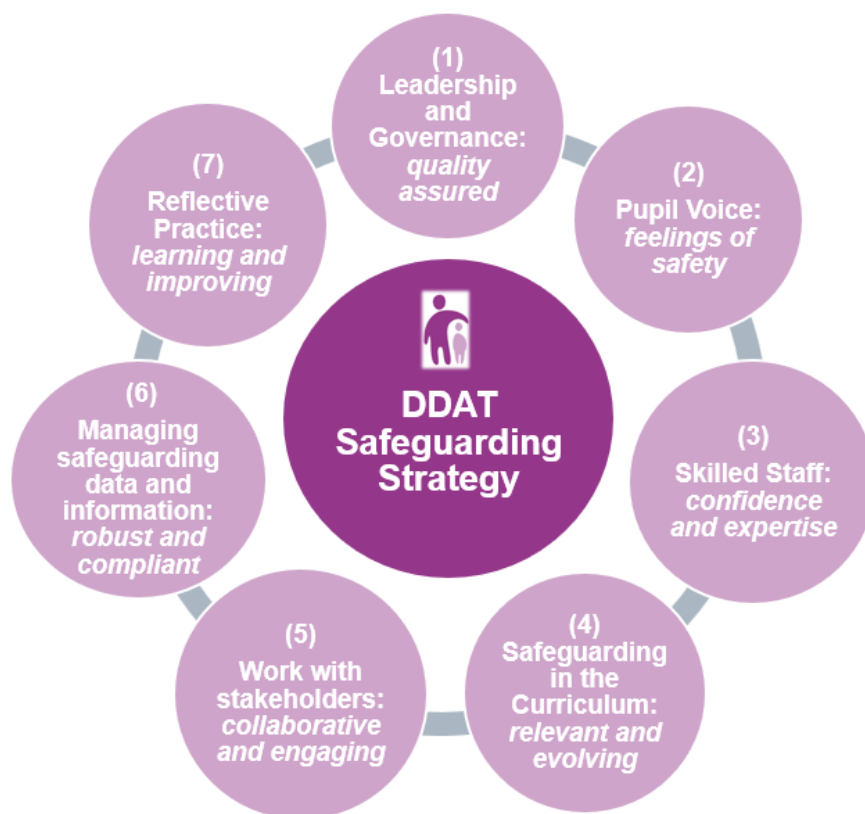 (1)
Leadership
and
Governance:
quality
assured
(2)
Pupil Voice:
feelings of
safety
(3)
Skilled Staff:
confidence
and expertise
(4)
Safeguarding
in the
Curriculum:
relevant and
evolving
(5)
Work with
stakeholders:
collaborative
and engaging
(6)
Managing
safeguarding
data and
information:
robust and
compliant
(7)
Reflective
Practice:
learning and
improving
DDAT
Safeguarding
Strategy